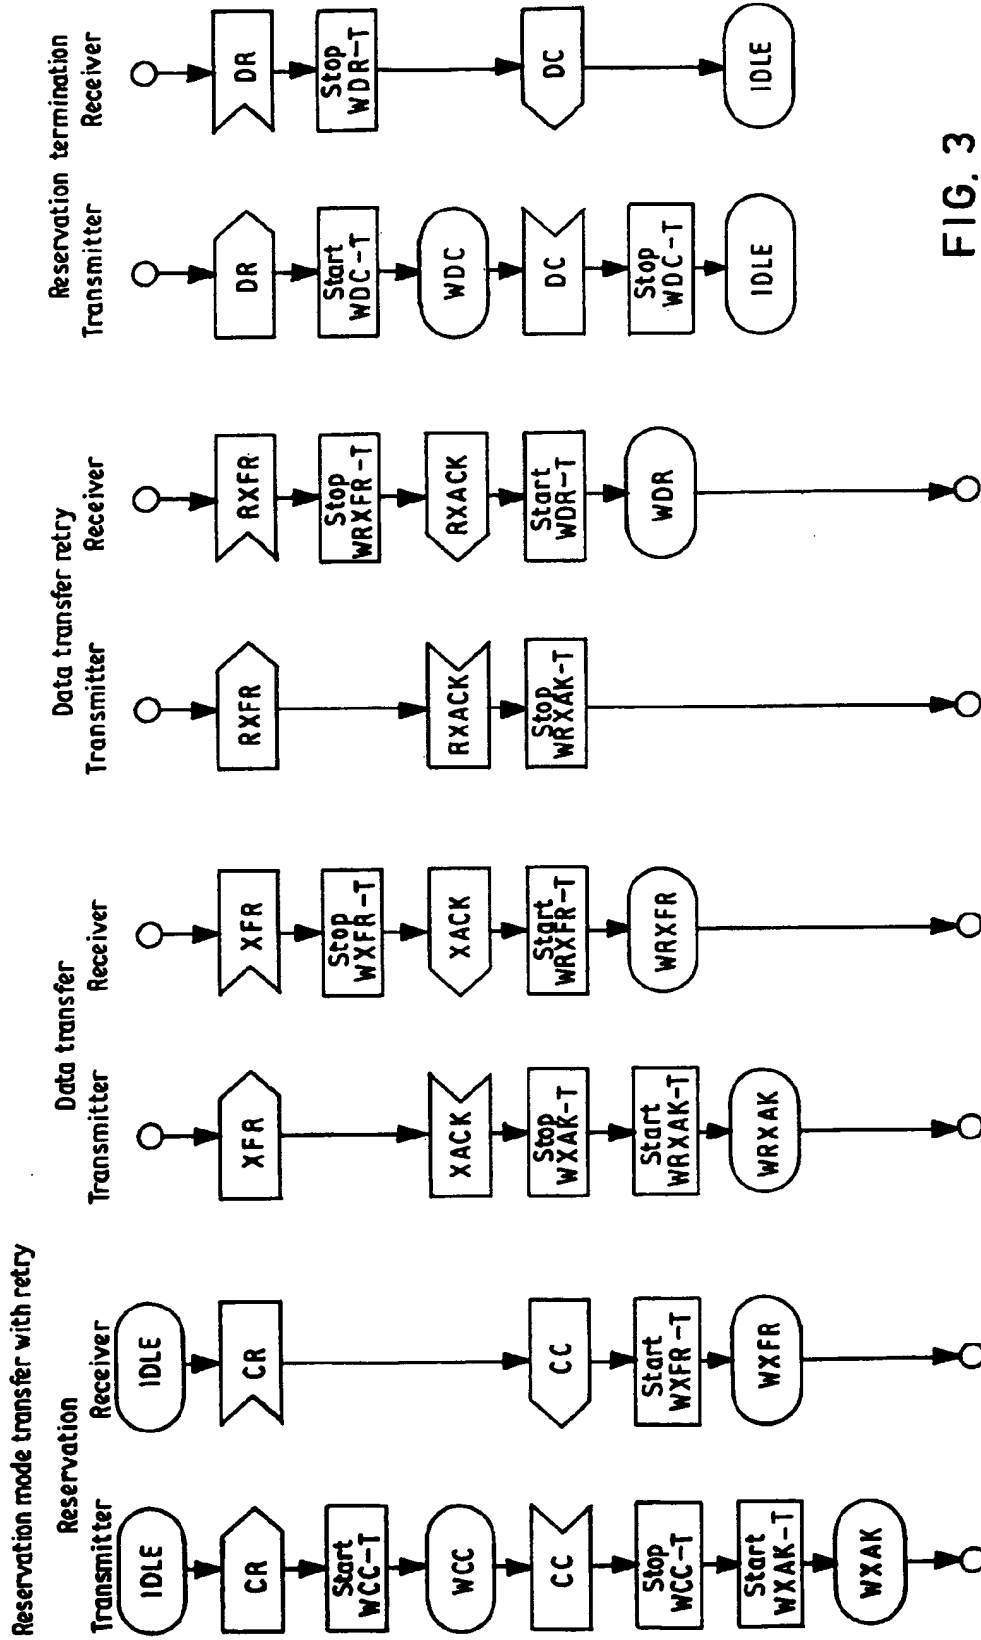 Reservation mode transfer with retry
Reservation
Transmitter
Receiver
IDLE
CR
Start
WCC-T
WCC
CC
Stop
WCC-T
Start
WXAK-T
WXAK
IDLE
CR
CC
Start
WXFR-T
WXFR
Data transfer
Transmitter
Receiver
XFR
XACK
Stop
WXAK-T
Start
WRXAK-T
WRXAK
XFR
Stop
WXFR-T
XACK
Start
WRXFR-T
WRXFR
Data transfer retry
Transmitter
Receiver
RXFR
RXACK
Stop
WRXAK-T
RXFR
Stop
WRXFR-T
RXACK
Start
WDR-T
WDR
Reservation termination
Transmitter
Receiver
DR
Start
WDC-T
WDC
DC
Stop
WDC-T
IDLE
DR
Stop
WDR-T
DC
IDLE
FIG. 3